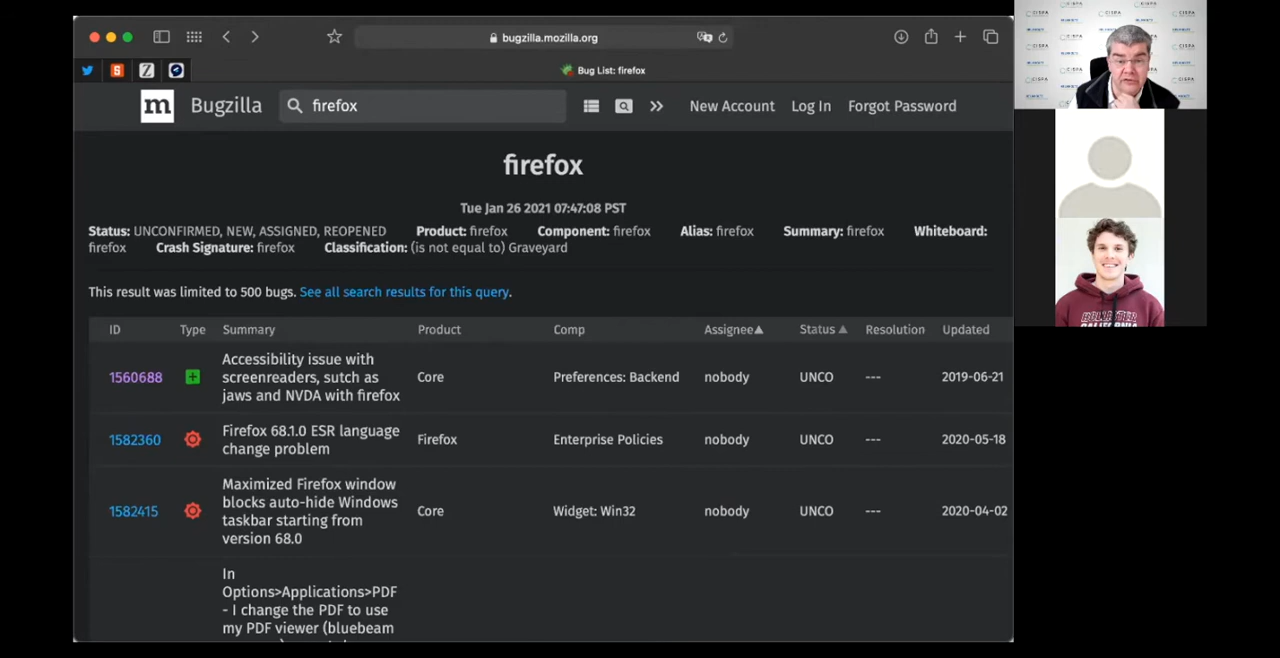 bugzilla.mozilla.org
Bug List: firefox
m Bugzilla firefox New Account Log In Forgot Password
firefox
Tue Jan 26 2021 07:47:08 PST
Status: UNCONFIRMED, NEW, ASSIGNED, REOPENED Product: firefox Component: firefox Alias: firefox Summary: firefox Whiteboard:
firefox Crash Signature: firefox Classification: (is not equal to) Graveyard
This result was limited to 500 bugs. See all search results for this query.
ID Type Summary Product Comp Assignee▲ Status ▲ Resolution Updated
Accessibility issue with
1560688 screenreaders, sutch as Core Preferences: Backend nobody UNCO --- 2019-06-21
jaws and NVDA with firefox
Firefox 68.1.0 ESR language
1582360 change problem Firefox Enterprise Policies nobody UNCO --- 2020-05-18
Maximized Firefox window
blocks auto-hide Windows
1582415 taskbar starting from Core Widget: Win32 nobody UNCO --- 2020-04-02
version 68.0
In
Options>Applications>PDF
- I change the PDF to use
my PDF viewer (bluebeam
CISPA
HOLLISTER
CALIFORNIA